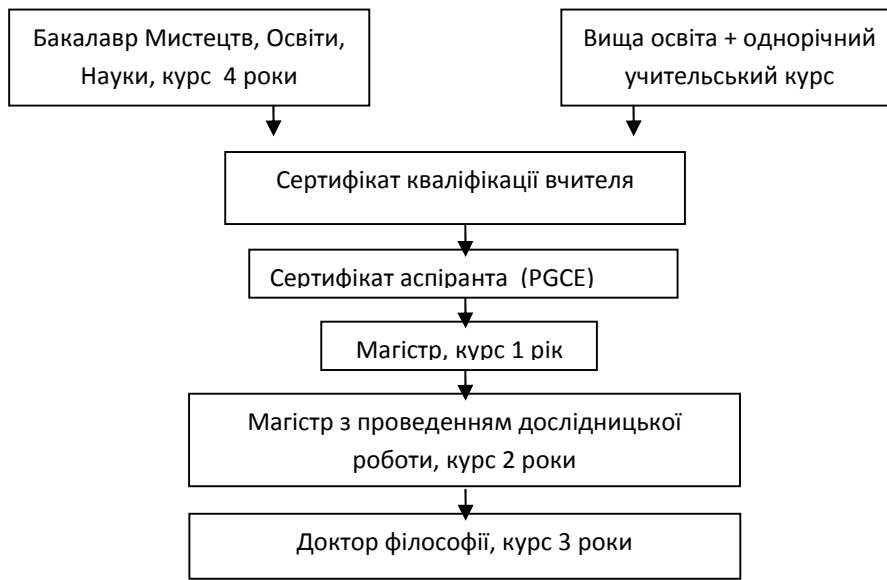 Бакалавр Мистецтв, Освіти,
Науки, курс 4 роки
Вища освіта + однорічний
учительський курс
Сертифікат кваліфікації вчителя
Сертифікат аспіранта (PGCE)
Магістр, курс 1 рік
Магістр з проведенням дослідницької
роботи, курс 2 роки
Доктор філософії, курс 3 роки